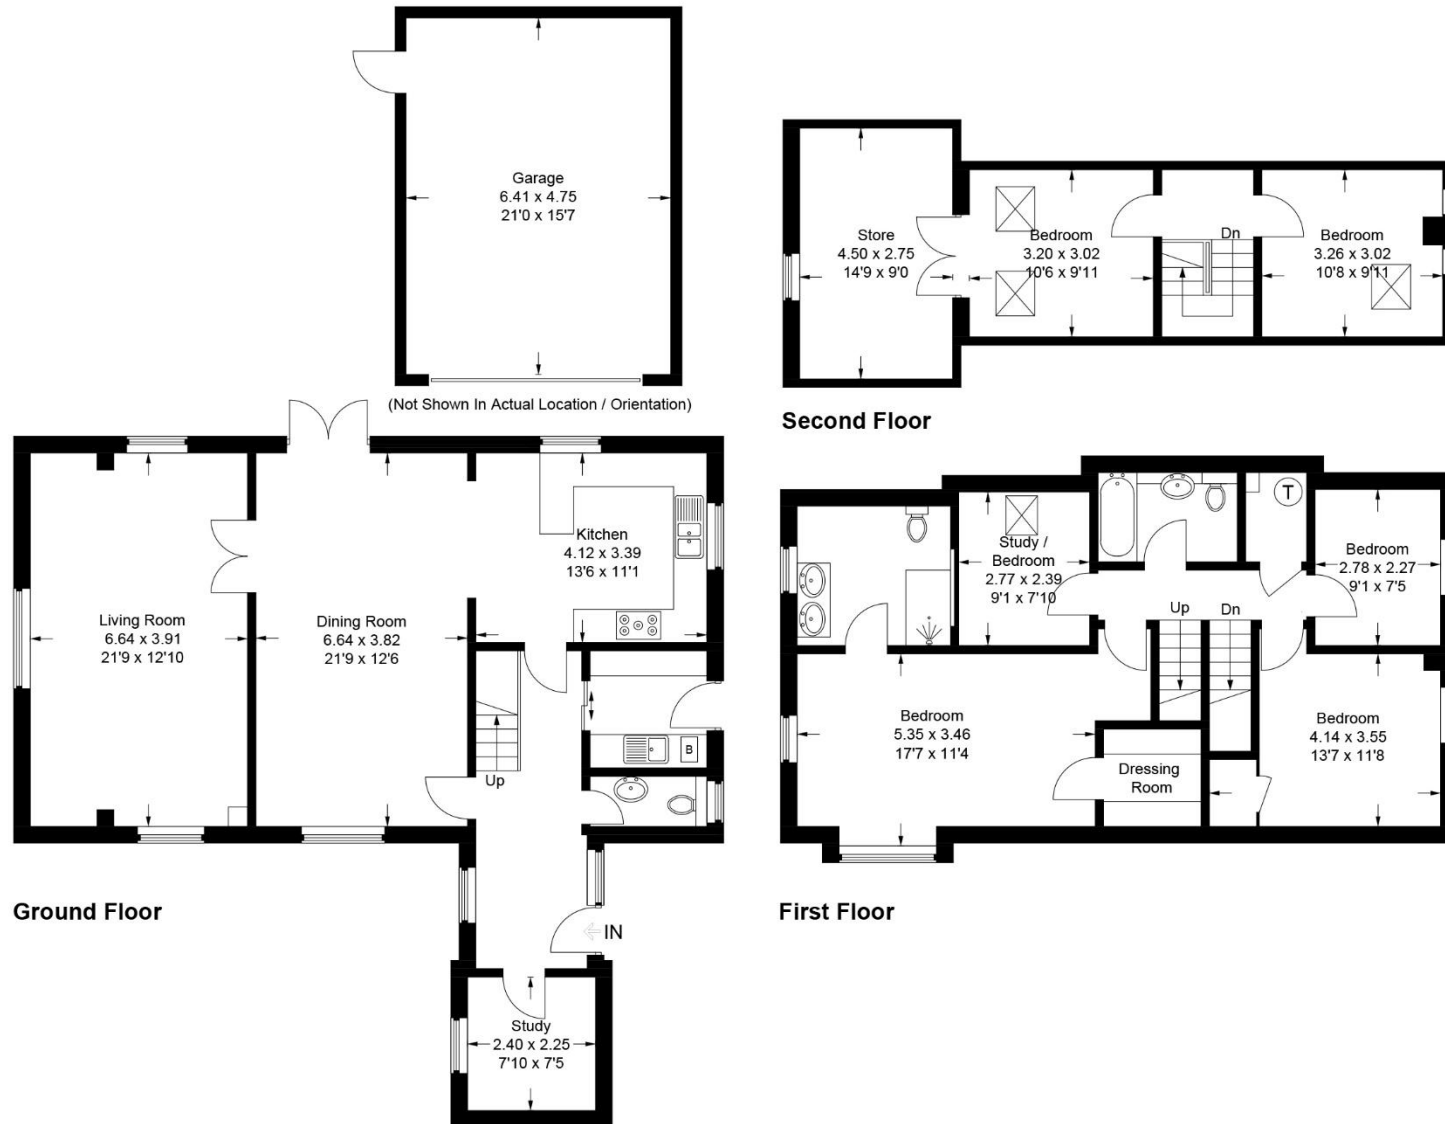 Garage
6.41 x 4.75
21'0 x 15'7
(Not Shown In Actual Location / Orientation)
Store
4.50 x 2.75
14'9 x 9'0
Bedroom
3.20 x 3.02
10'6 x 9'11
Dn
Bedroom
3.26 x 3.02
10'8 x 9'11
Second Floor
Living Room
6.64 x 3.91
21'9 x 12'10
Dining Room
6.64 x 3.82
21'9 x 12'6
Kitchen
4.12 x 3.39
13'6 x 11'1
Up
B
IN
Study
2.40 x 2.25
7'10 x 7'5
Ground Floor
T
Study /
Bedroom
2.77 x 2.39
9'1 x 7'10
Bedroom
2.78 x 2.27
9'1 x 7'5
Up
Dn
Bedroom
5.35 x 3.46
17'7 x 11'4
Dressing
Room
Bedroom
4.14 x 3.55
13'7 x 11'8
First Floor